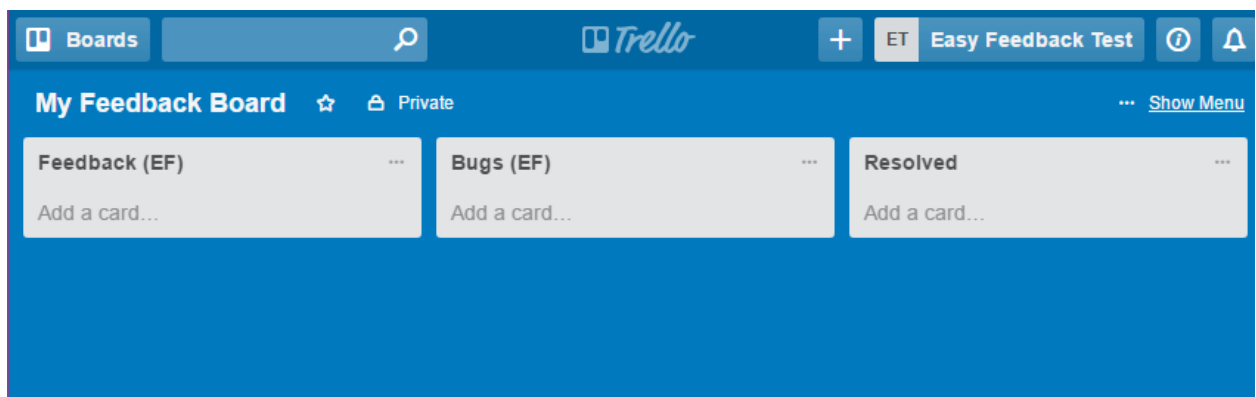 Boards
Trello
ET Easy Feedback Test
My Feedback Board Private
... Show Menu
Feedback (EF) ...
Bugs (EF) ...
Resolved ...
Add a card...
Add a card...
Add a card...